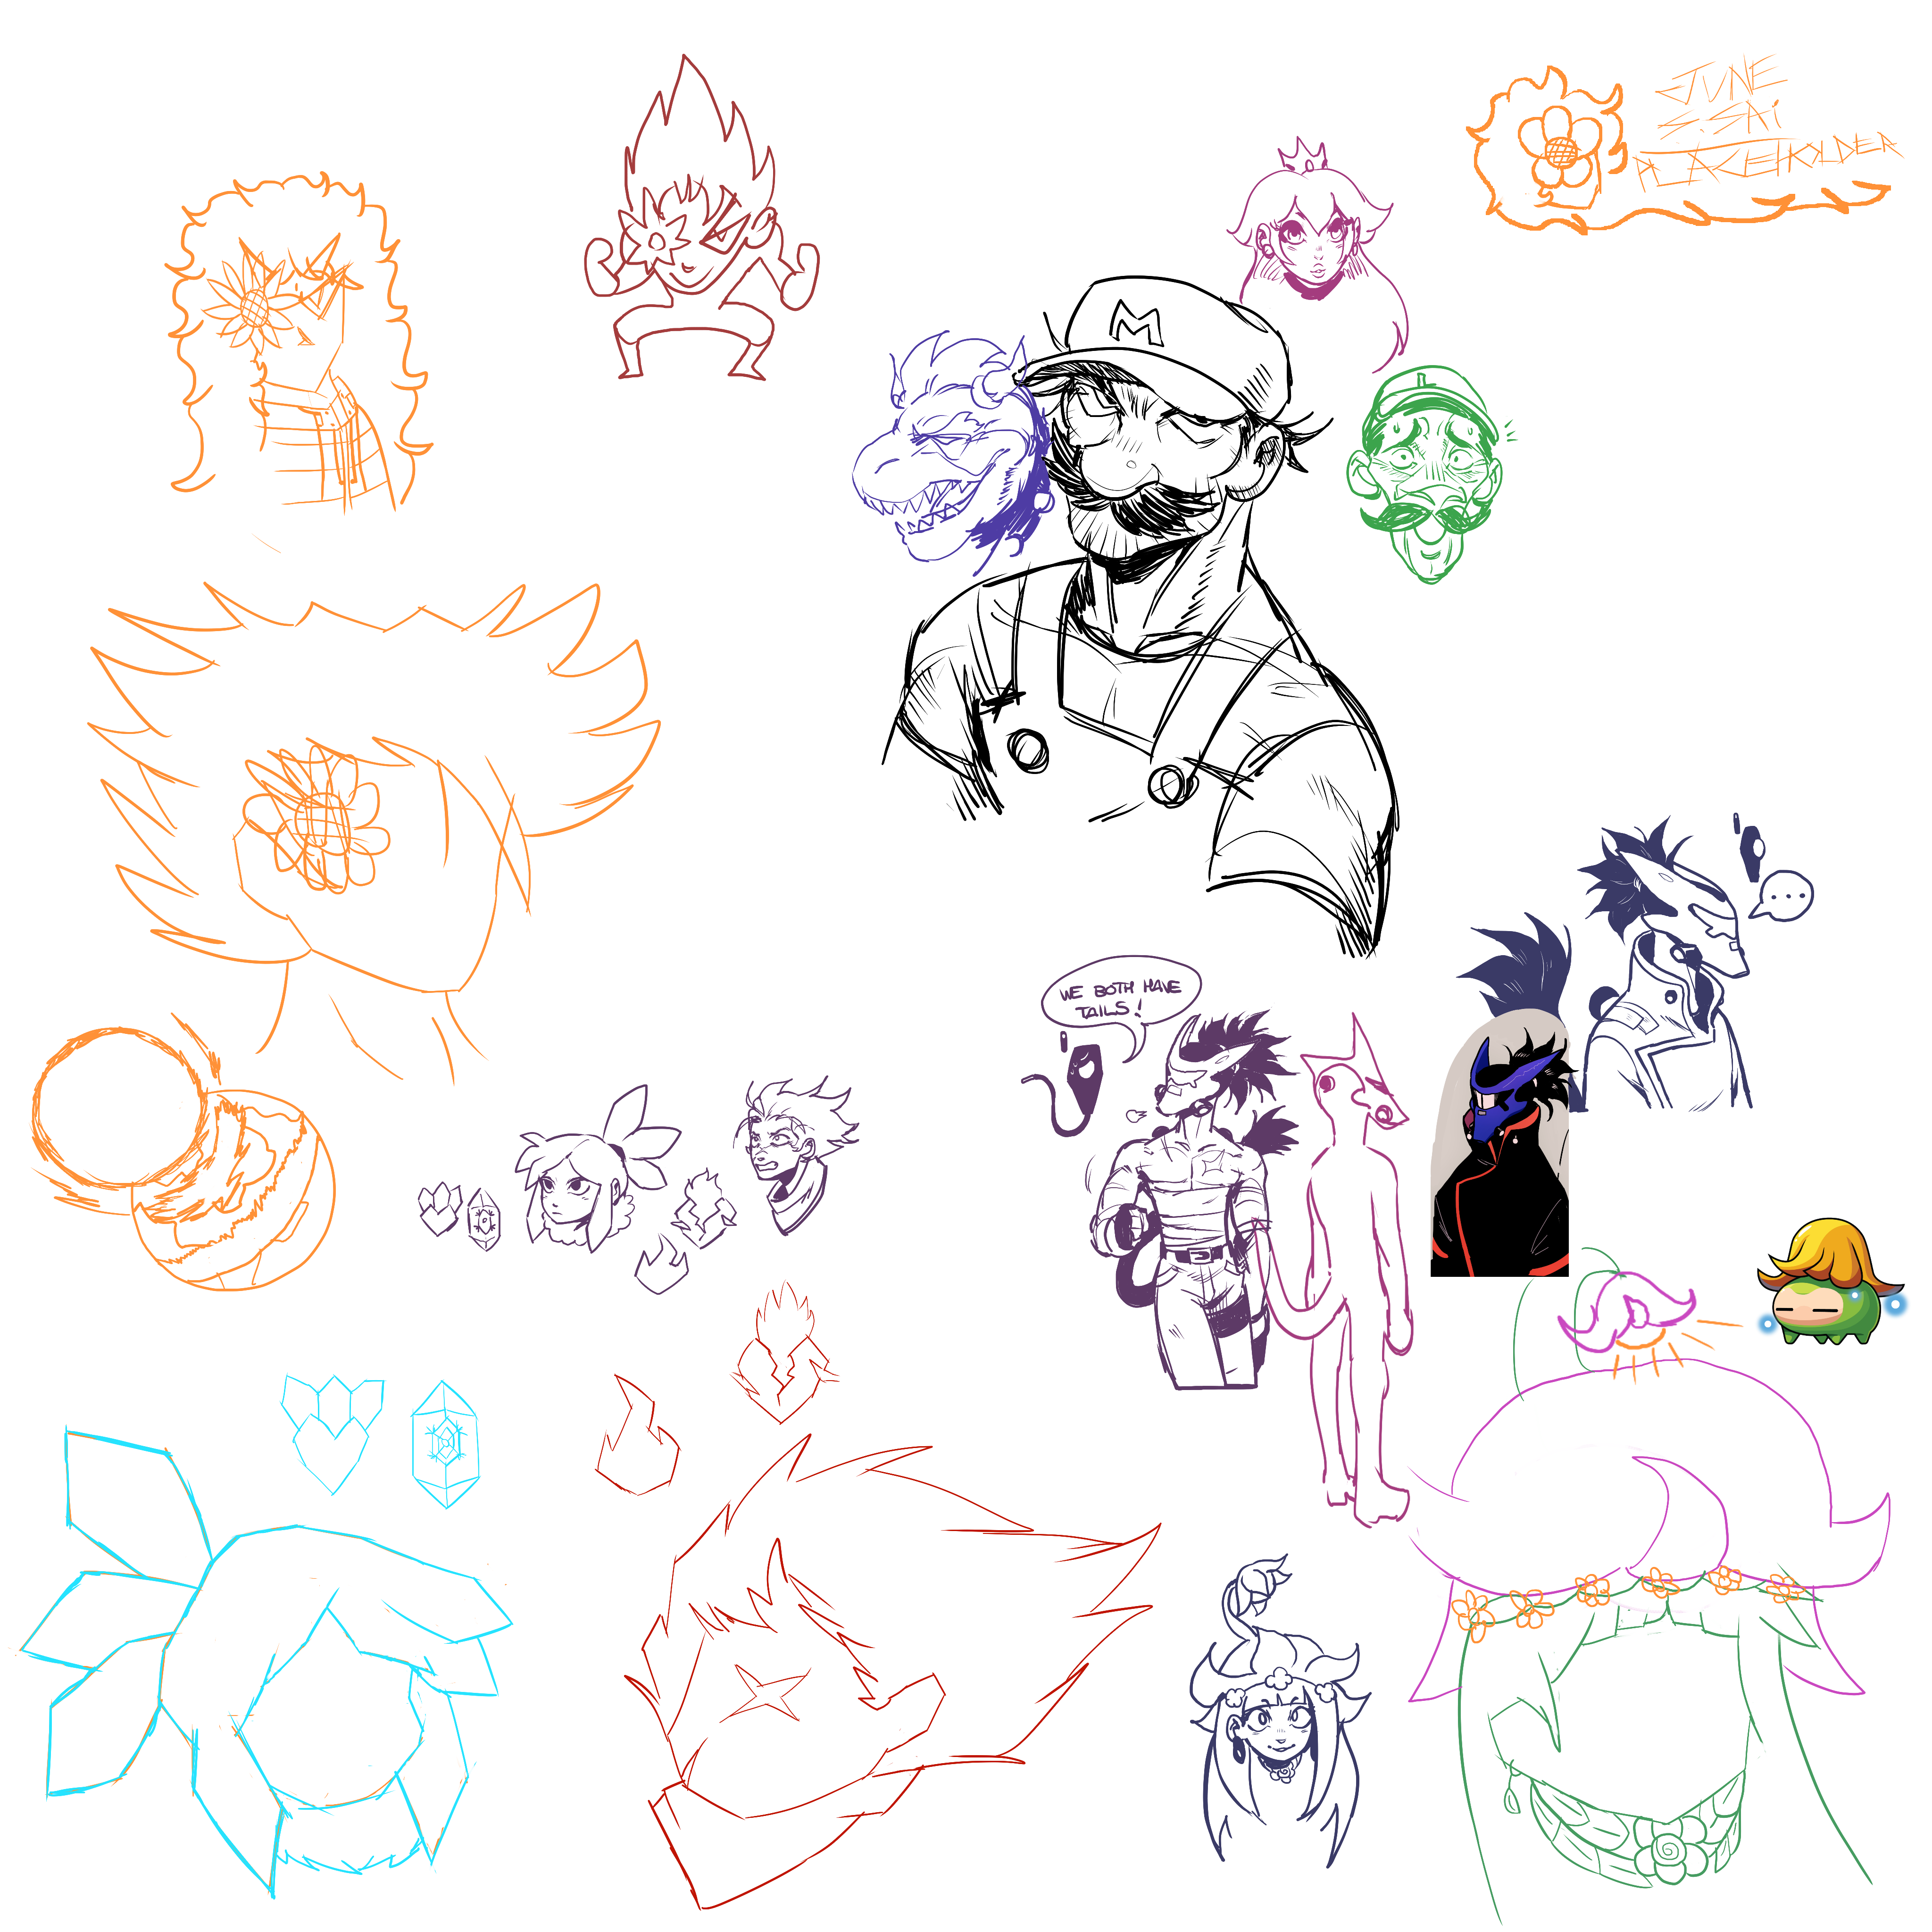 JUNE
S.SAi
PLACEHOLDER
M
L
...
WE BOTH HAVE
TAILS!